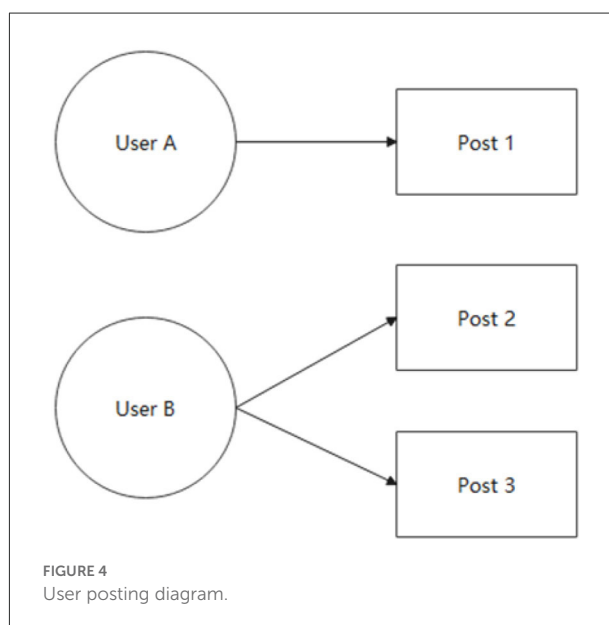 User A
Post 1
Post 2
User B
Post 3
FIGURE 4
User posting diagram.